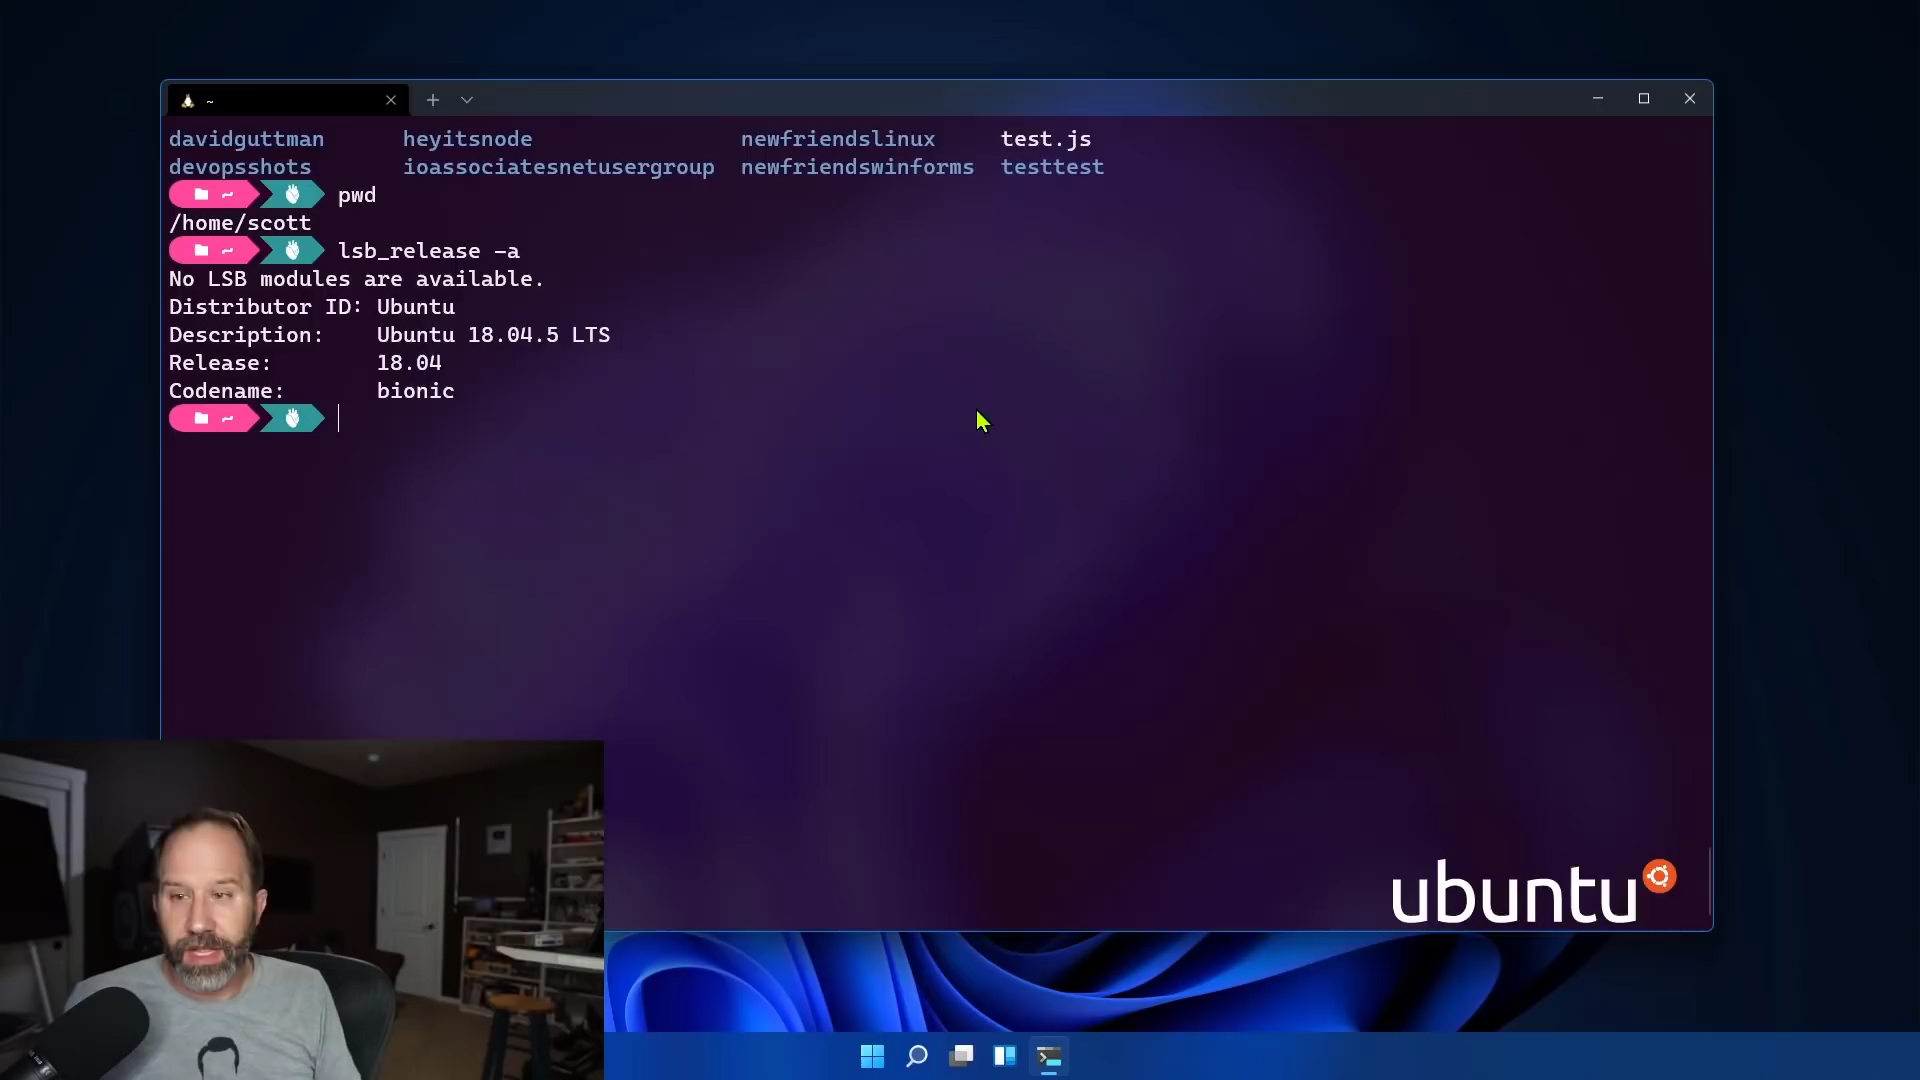 ~
davidguttman heyitsnode newfriendslinux test.js
devopsshots ioassociatesnetusergroup newfriendswinforms testtest
~ pwd
/home/scott
~ lsb_release -a
No LSB modules are available.
Distributor ID: Ubuntu
Description: Ubuntu 18.04.5 LTS
Release: 18.04
Codename: bionic
~
ubuntu